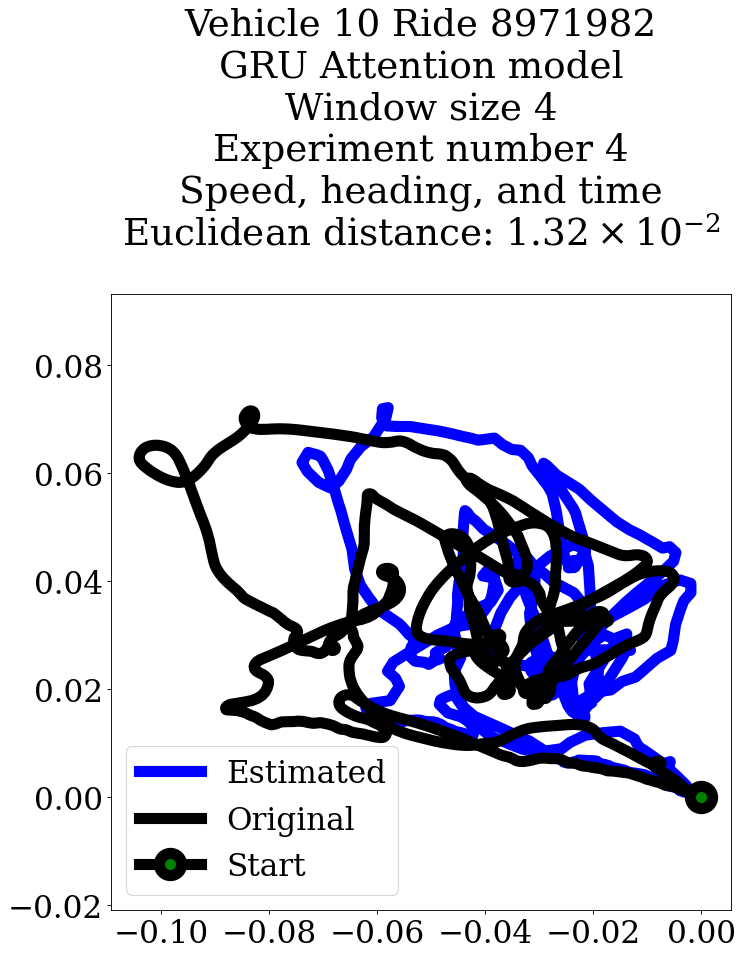 Vehicle 10 Ride 8971982
GRU Attention model
Window size 4
Experiment number 4
Speed, heading, and time
Euclidean distance: 1.32 × 10⁻²
0.08
0.06
0.04
0.02
0.00
−0.02
Estimated
Original
Start
−0.10 −0.08 −0.06 −0.04 −0.02 0.00